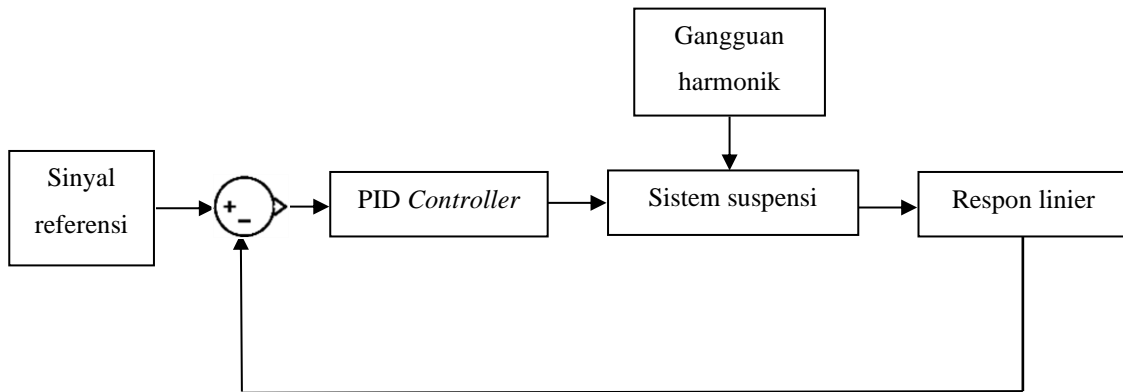 Gangguan
harmonik
Sinyal
referensi
+
-
PID Controller
Sistem suspensi
Respon linier